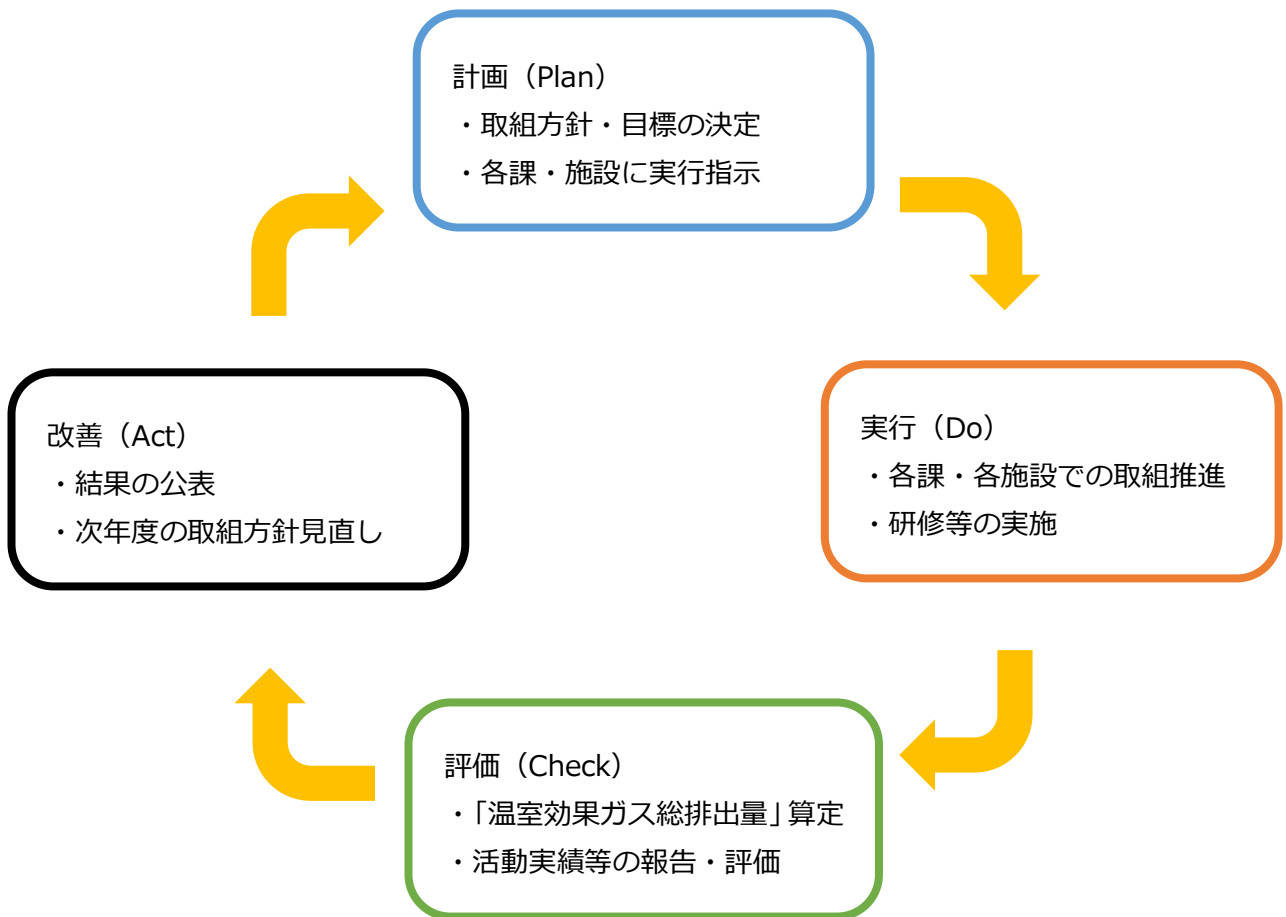 計画（Plan）
・取組方針・目標の決定
・各課・施設に実行指示
実行（Do）
・各課・各施設での取組推進
・研修等の実施
評価（Check）
・「温室効果ガス総排出量」算定
・活動実績等の報告・評価
改善（Act）
・結果の公表
・次年度の取組方針見直し